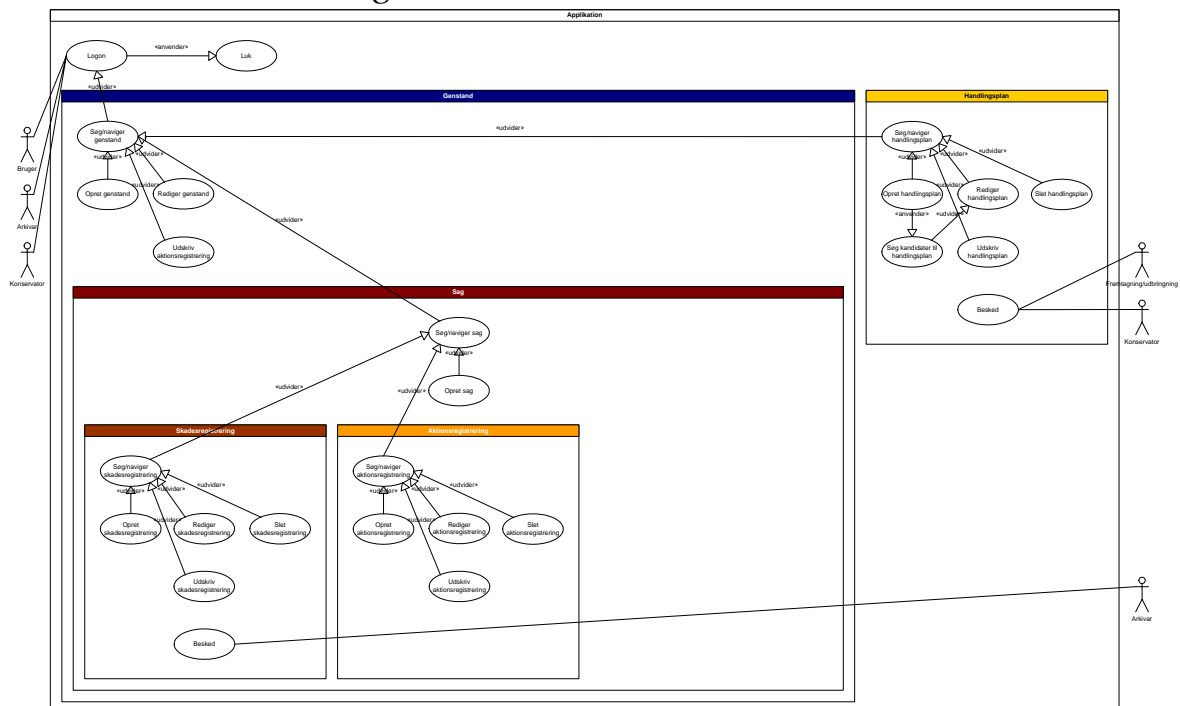 g
Applikation
Logon
«anvender»
Luk
«udvider»
Genstand
Handlingsplan
Søg/naviger
genstand
«udvider»
Søg/naviger
handlingsplan
Bruger
«udvider»
«udvider»
«udvider»
«udvider»
«udvider»
Opret genstand
«udvider»
Rediger genstand
Opret handlingsplan
«udvider»
Rediger
handlingsplan
Slet handlingsplan
Arkivar
«anvender»
«udvider»
«udvider»
Udskriv
aktionsregistrering
Søg kandidater til
handlingsplan
Udskriv
handlingsplan
Konservator
Fremtagning/udbringning
Sag
Besked
Konservator
Søg/naviger sag
«udvider»
«udvider»
«udvider»
Opret sag
Skadesregistrering
Aktionsregistrering
Søg/naviger
skadesregistrering
Søg/naviger
aktionsregistrering
«udvider»
«udvider»
«udvider»
«udvider»
«udvider»
«udvider»
Opret
skadesregistrering
«udvider»
Rediger
skadesregistrering
Slet
skadesregistrering
Opret
aktionsregistrering
«udvider»
Rediger
aktionsregistrering
Slet
aktionsregistrering
Udskriv
skadesregistrering
Udskriv
aktionsregistrering
Arkivar
Besked